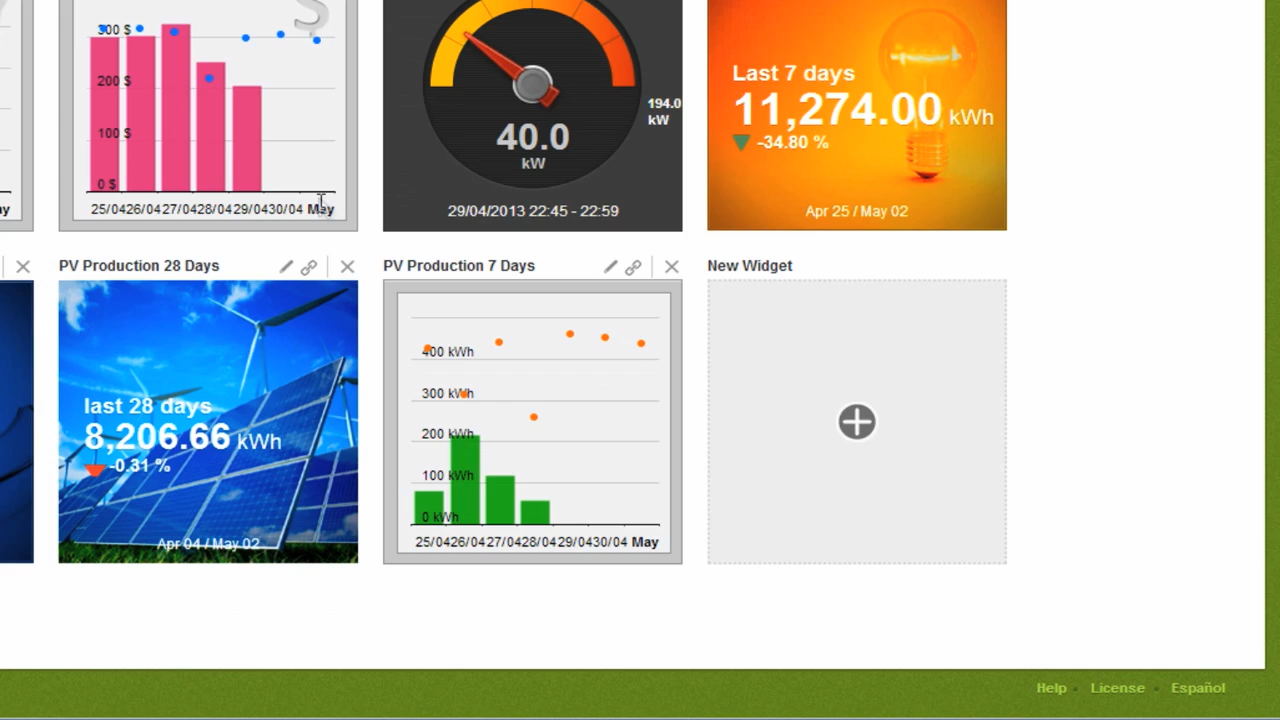 300 $
200 $
100 $
0 $
ay
25/04 26/04 27/04 28/04 29/04 30/04 May
$
194.0
kW
40.0
kW
29/04/2013 22:45 - 22:59
Last 7 days
11,274.00 kWh
-34.80 %
Apr 25 / May 02
PV Production 28 Days
last 28 days
8,206.66 kWh
-0.31 %
Apr 04 / May 02
PV Production 7 Days
400 kWh
300 kWh
200 kWh
100 kWh
0 kWh
25/04 26/04 27/04 28/04 29/04 30/04 May
New Widget
Help
License
Español